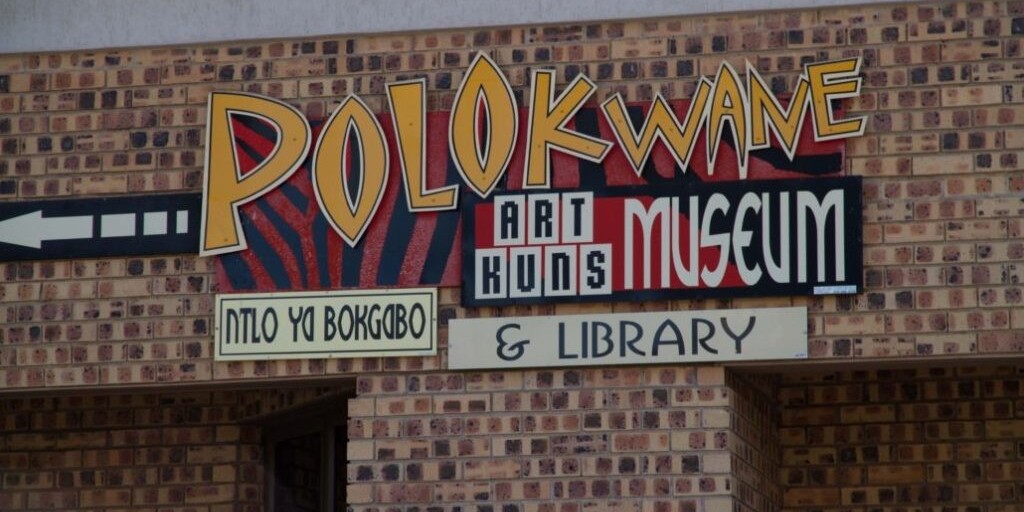 POLOKWANE
ART
KUNS
MUSEUM
NTLO YA BOKGABO
& LIBRARY